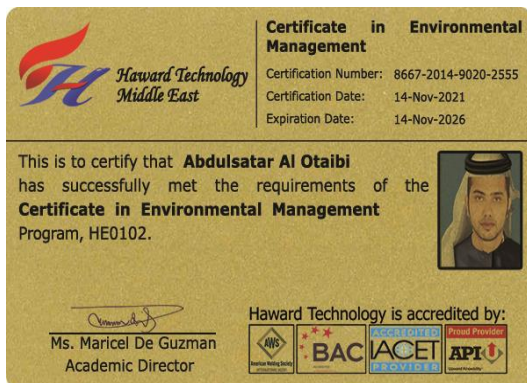 Certificate in Environmental
Management
Haward Technology
Middle East
Certification Number: 8667-2014-9020-2555
Certification Date: 14-Nov-2021
Expiration Date: 14-Nov-2026
This is to certify that Abdulsatar Al Otaibi
has successfully met the requirements of the
Certificate in Environmental Management
Program, HE0102.
Ms. Maricel De Guzman
Academic Director
Haward Technology is accredited by:
AWS
American Welding Society
BAC
ACCREDITED
IACET
PROVIDER
Proud Provider
API